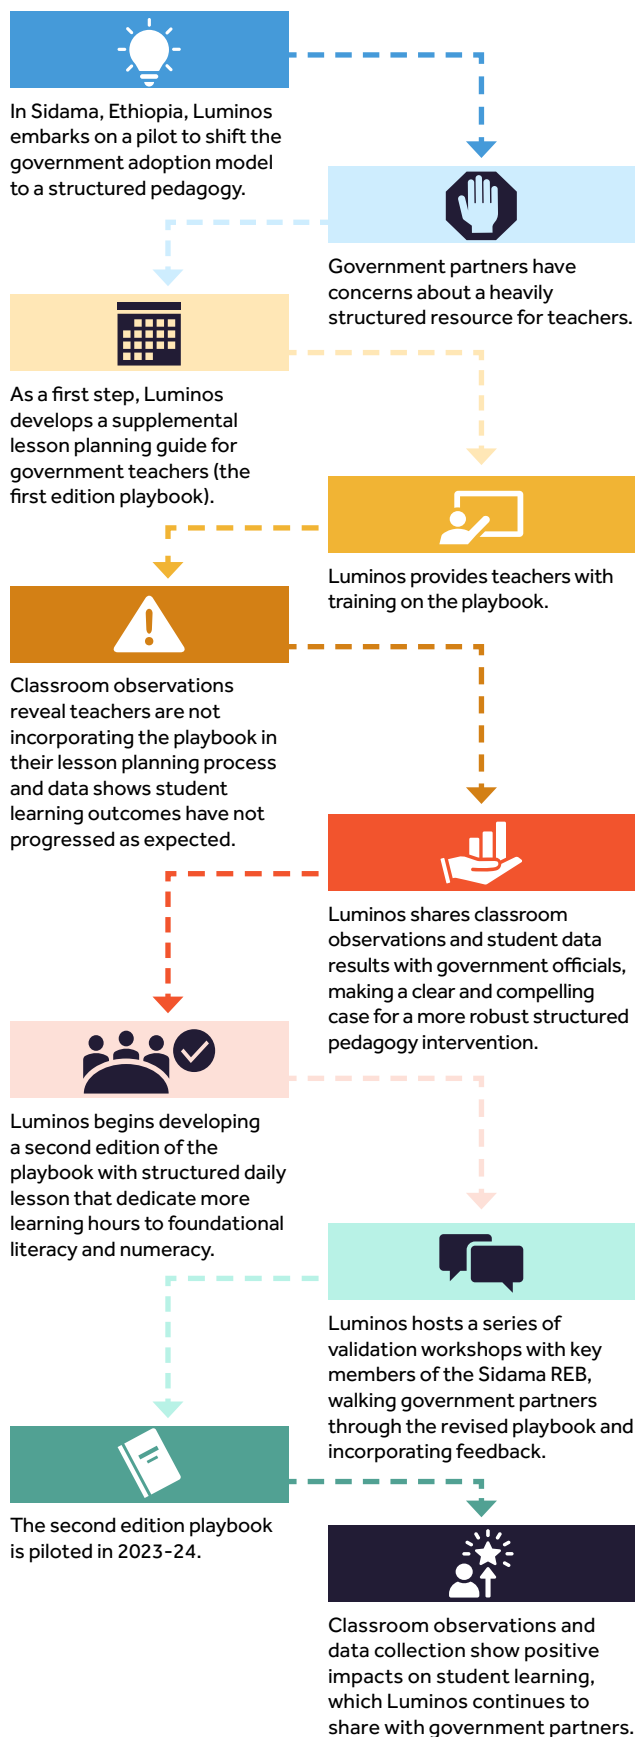 In Sidama, Ethiopia, Luminos
embarks on a pilot to shift the
government adoption model
to a structured pedagogy.
Government partners have
concerns about a heavily
structured resource for teachers.
As a first step, Luminos
develops a supplemental
lesson planning guide for
government teachers (the
first edition playbook).
Luminos provides teachers with
training on the playbook.
Classroom observations
reveal teachers are not
incorporating the playbook in
their lesson planning process
and data shows student
learning outcomes have not
progressed as expected.
Luminos shares classroom
observations and student data
results with government officials,
making a clear and compelling
case for a more robust structured
pedagogy intervention.
Luminos begins developing
a second edition of the
playbook with structured daily
lesson that dedicate more
learning hours to foundational
literacy and numeracy.
Luminos hosts a series of
validation workshops with key
members of the Sidama REB,
walking government partners
through the revised playbook and
incorporating feedback.
The second edition playbook
is piloted in 2023-24.
Classroom observations and
data collection show positive
impacts on student learning,
which Luminos continues to
share with government partners.